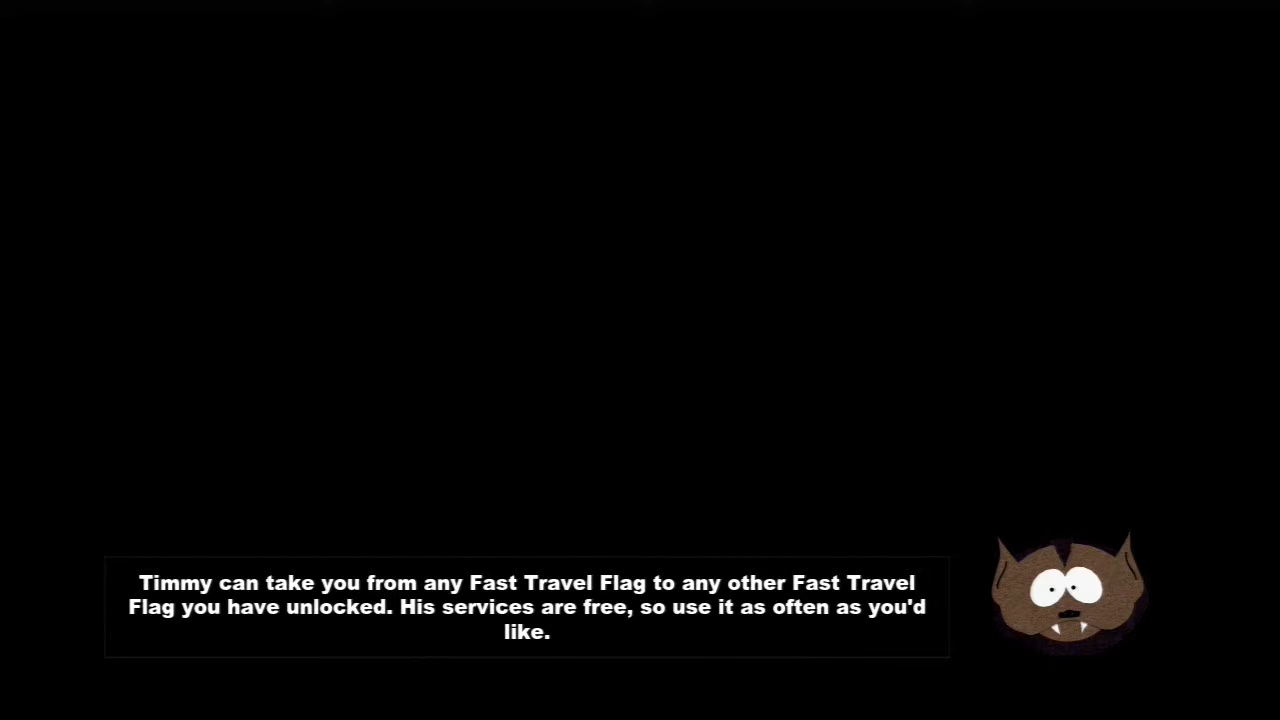 Timmy can take you from any Fast Travel Flag to any other Fast Travel
Flag you have unlocked. His services are free, so use it as often as you'd
like.